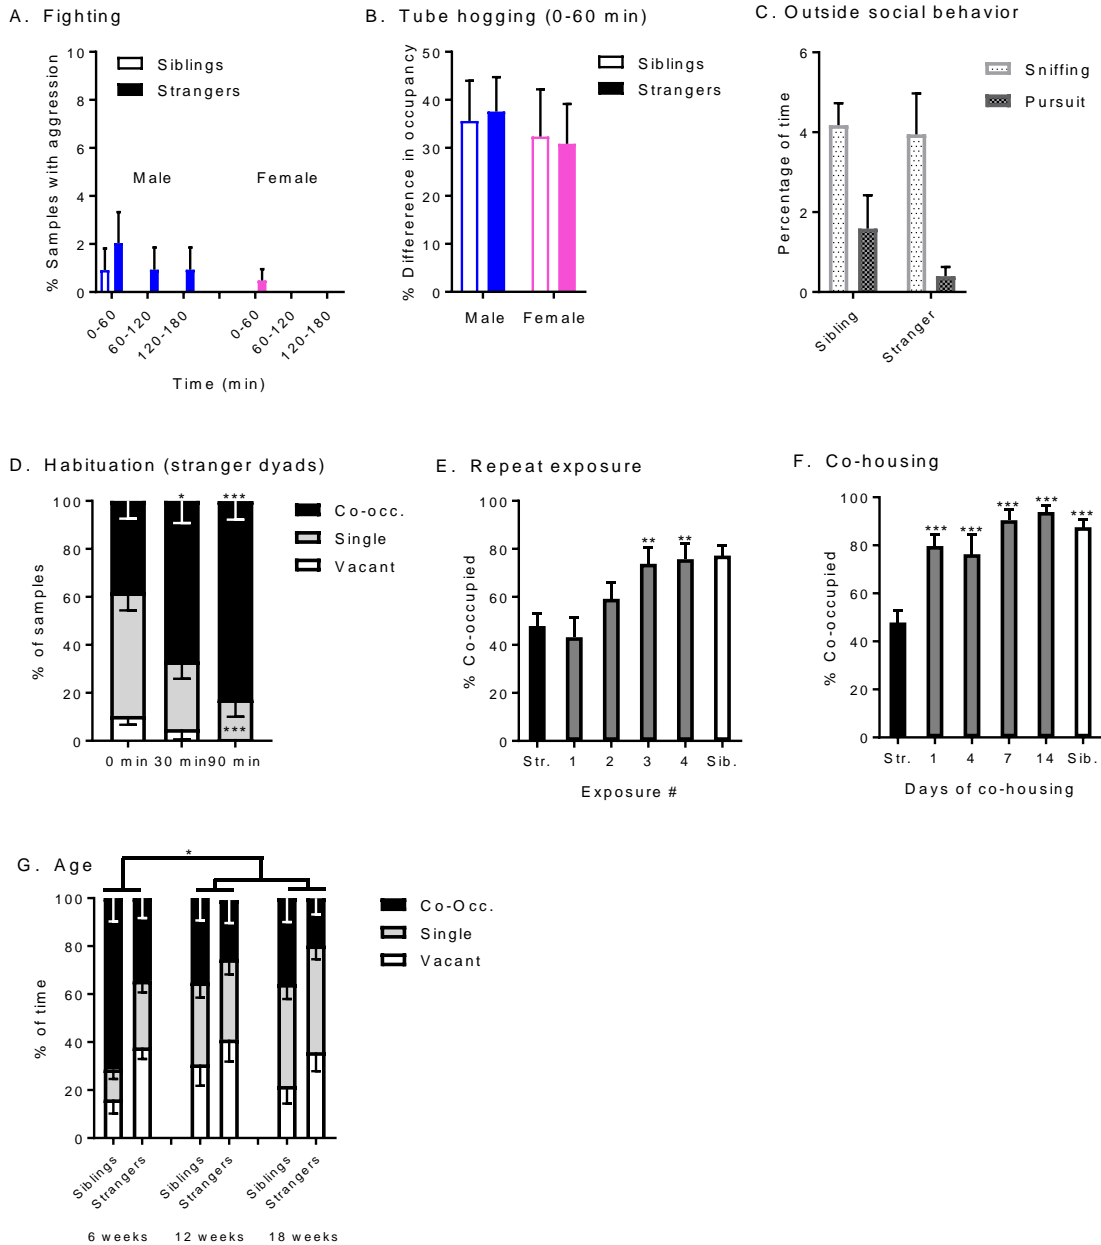 A. Fighting
% Samples with aggression
10
8
6
4
2
0
Siblings
Strangers
Male
Female
0-60
60-120
120-180
0-60
60-120
120-180
Time (min)
B. Tube hogging (0-60 min)
% Difference in occupancy
50
40
30
20
10
0
Siblings
Strangers
Male Female
C. Outside social behavior
Percentage of time
6
4
2
0
Sniffing
Pursuit
Sibling
Stranger
D. Habituation (stranger dyads)
% of samples
100
80
60
40
20
0
*
***
***
Co-occ.
Single
Vacant
0 min 30 min 90 min
E. Repeat exposure
% Co-occupied
100
80
60
40
20
0
**
**
Str. 1 2 3 4 Sib.
Exposure #
F. Co-housing
% Co-occupied
100
80
60
40
20
0
***
***
***
***
***
Str. 1 4 7 14 Sib.
Days of co-housing
G. Age
% of time
100
80
60
40
20
0
*
Co-Occ.
Single
Vacant
Siblings
Strangers
Siblings
Strangers
Siblings
Strangers
6 weeks 12 weeks 18 weeks